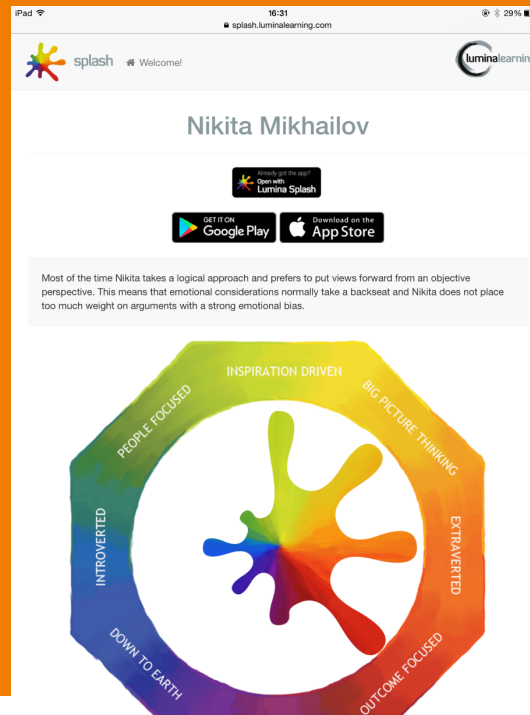 iPad 16:31 29%
splash.luminalearning.com
splash Welcome!
luminalearnin
Nikita Mikhailov
Already got the app?
Open with
Lumina Splash
GET IT ON
Google Play
Download on the
App Store
Most of the time Nikita takes a logical approach and prefers to put views forward from an objective
perspective. This means that emotional considerations normally take a backseat and Nikita does not place
too much weight on arguments with a strong emotional bias.
INSPIRATION DRIVEN
PEOPLE FOCUSED
BIG PICTURE THINKING
INTROVERTED
EXTRAVERTED
DOWN TO EARTH
OUTCOME FOCUSED